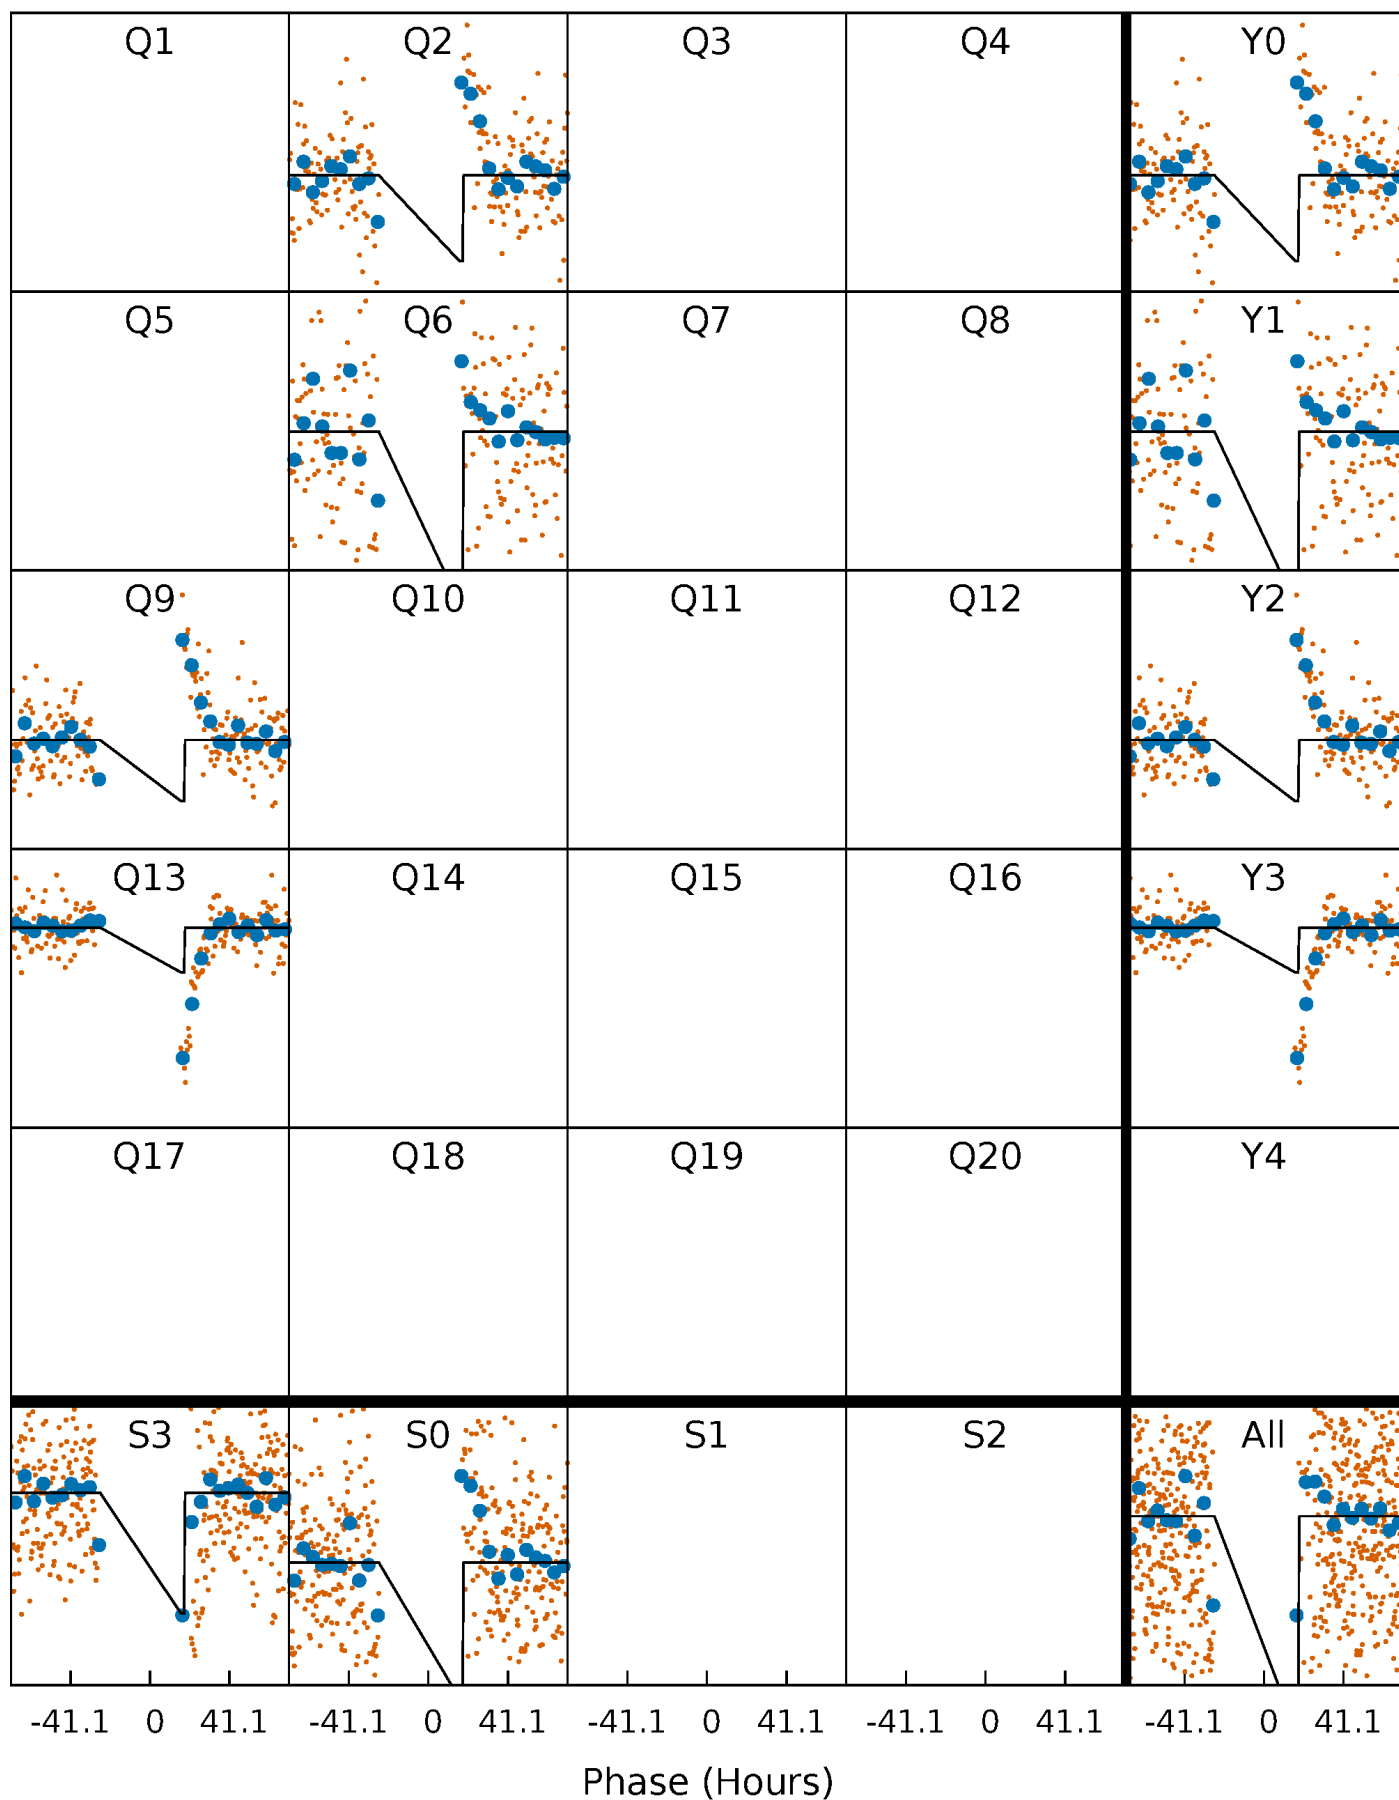 Q1 Q2 Q3 Q4 Y0
Q5 Q6 Q7 Q8 Y1
Q9 Q10 Q11 Q12 Y2
Q13 Q14 Q15 Q16 Y3
Q17 Q18 Q19 Q20 Y4
S3 S0 S1 S2 All
-41.1 0 41.1 -41.1 0 41.1 -41.1 0 41.1 -41.1 0 41.1 -41.1 0 41.1
Phase (Hours)